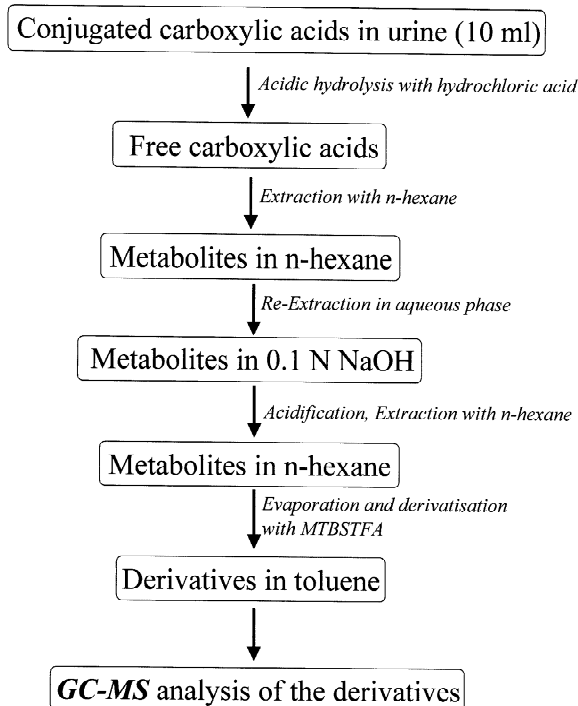 Conjugated carboxylic acids in urine (10 ml)
Acidic hydrolysis with hydrochloric acid
Free carboxylic acids
Extraction with n-hexane
Metabolites in n-hexane
Re-Extraction in aqueous phase
Metabolites in 0.1 N NaOH
Acidification, Extraction with n-hexane
Metabolites in n-hexane
Evaporation and derivatisation
with MTBSTFA
Derivatives in toluene
GC-MS analysis of the derivatives